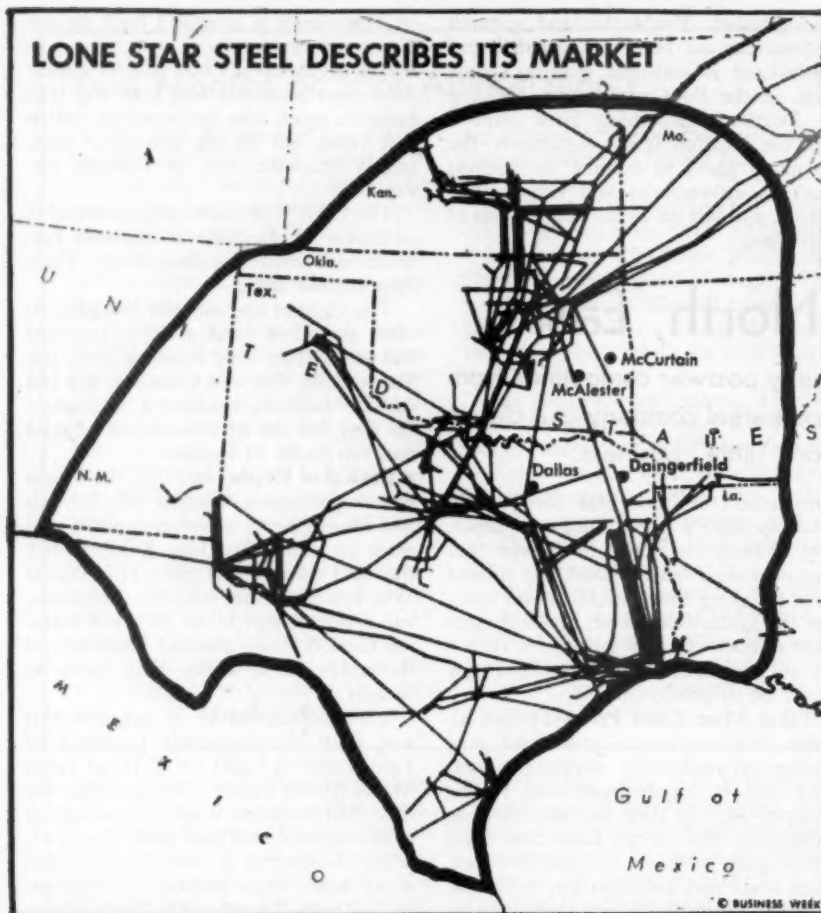 LONE STAR STEEL DESCRIBES ITS MARKET
Mo.
Kan.
Okla.
Tex.
U N I T E D S T A T E S
McCurtain
McAlester
Dallas
Daingerfield
N. M.
La.
M E X I C O
Gulf of
Mexico
© BUSINESS WEEK